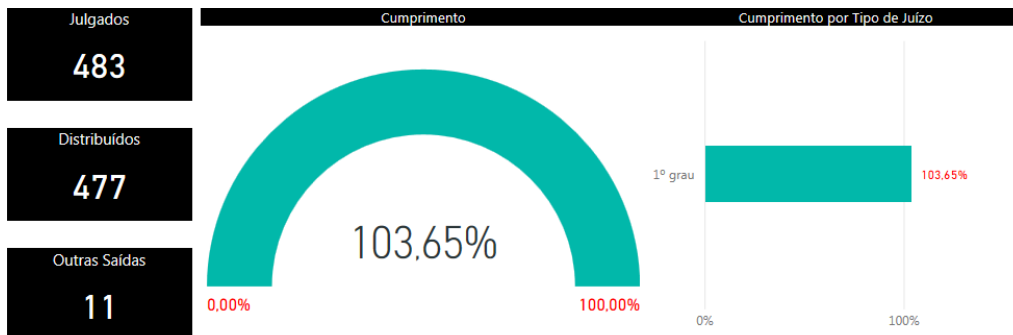 Julgados
483
Distribuídos
477
Outras Saídas
11
Cumprimento
103,65%
0,00%
100,00%
Cumprimento por Tipo de Juízo
1º grau
103,65%
0%
100%